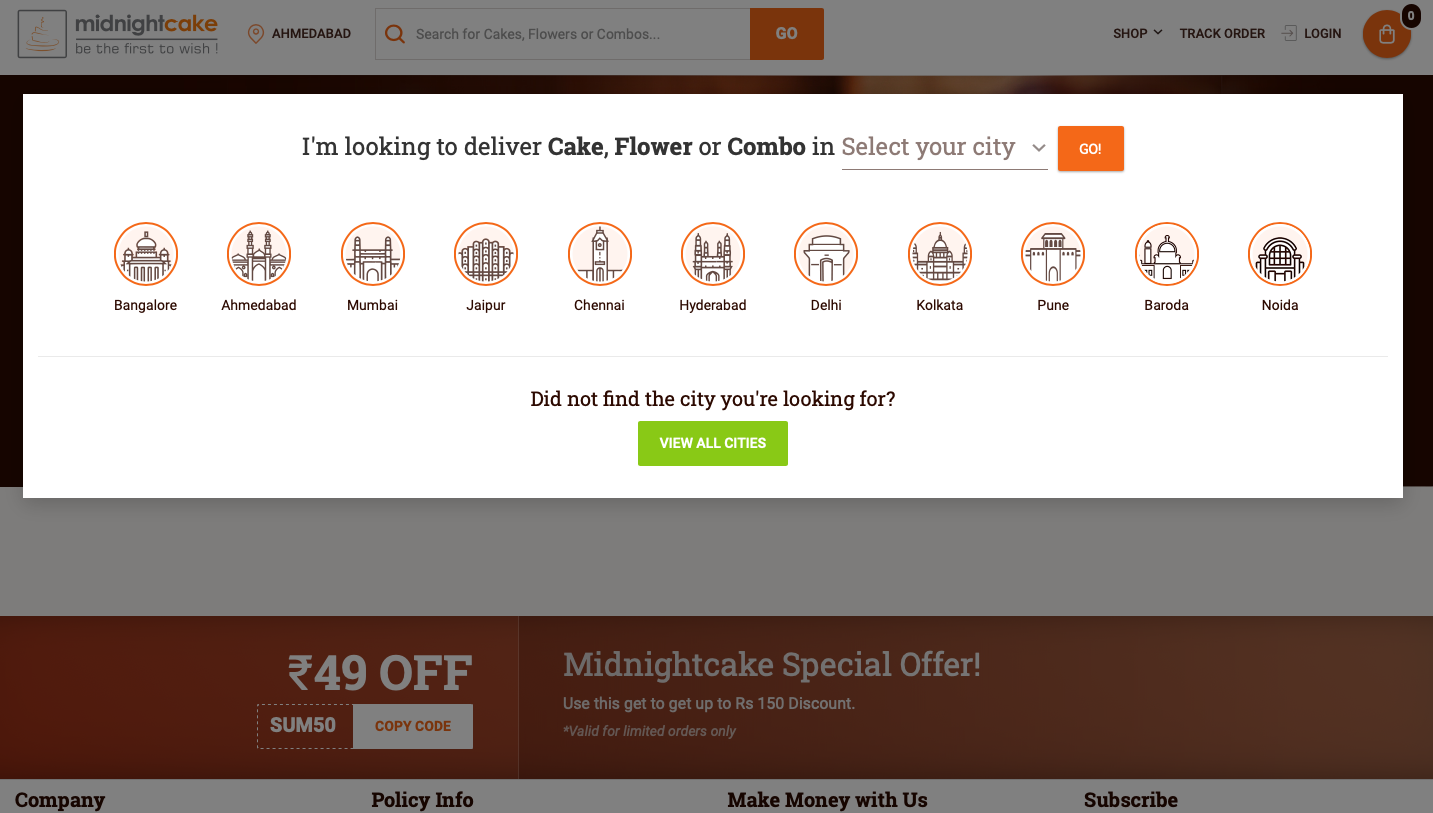 midnightcake
be the first to wish !
AHMEDABAD
Search for Cakes, Flowers or Combos...
GO
SHOP
TRACK ORDER
LOGIN
0
I'm looking to deliver Cake, Flower or Combo in Select your city
GO!
Bangalore
Ahmedabad
Mumbai
Jaipur
Chennai
Hyderabad
Delhi
Kolkata
Pune
Baroda
Noida
Did not find the city you're looking for?
VIEW ALL CITIES
₹49 OFF
SUM50
COPY CODE
Midnightcake Special Offer!
Use this get to get up to Rs 150 Discount.
*Valid for limited orders only
Company
Policy Info
Make Money with Us
Subscribe